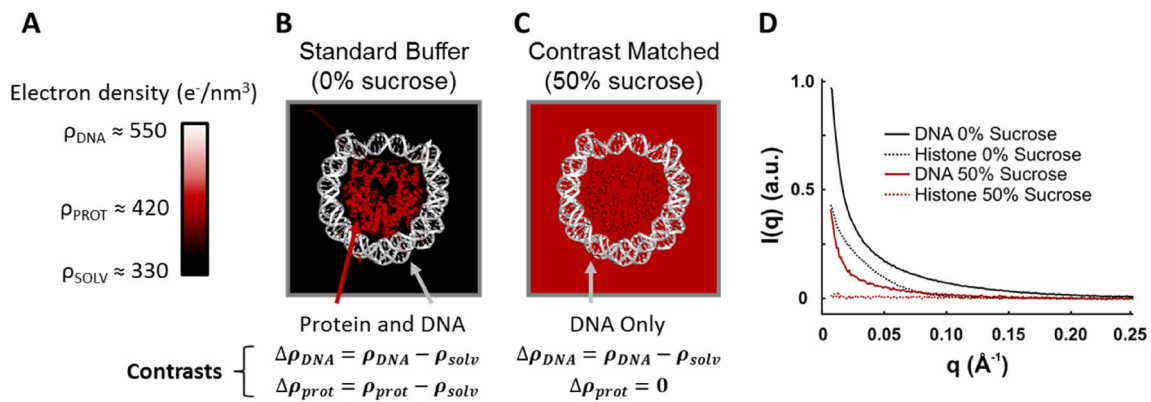 A
Electron density (e⁻/nm³)
ρDNA ≈ 550
ρPROT ≈ 420
ρSOLV ≈ 330
B
Standard Buffer
(0% sucrose)
Protein and DNA
Contrasts
ΔρDNA = ρDNA − ρsolv
Δρprot = ρprot − ρsolv
C
Contrast Matched
(50% sucrose)
DNA Only
ΔρDNA = ρDNA − ρsolv
Δρprot = 0
D
1.0
0.5
0
I(q) (a.u.)
DNA 0% Sucrose
Histone 0% Sucrose
DNA 50% Sucrose
Histone 50% Sucrose
0 0.05 0.10 0.15 0.20 0.25
q (Å⁻¹)